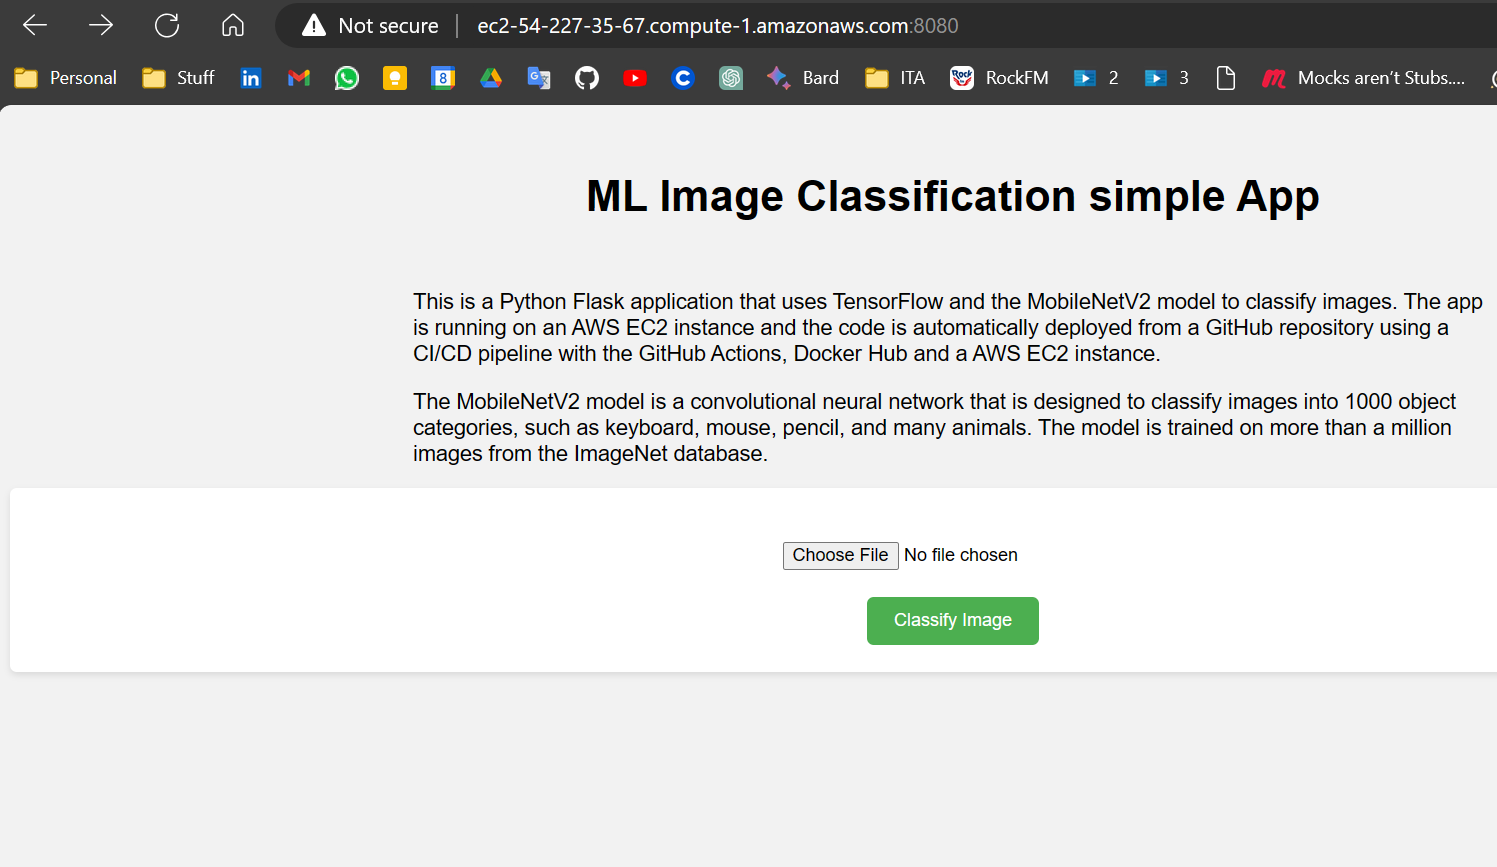 Not secure ec2-54-227-35-67.compute-1.amazonaws.com:8080
Personal Stuff in 8 G C Bard ITA Rock FM RockFM 2 3 Mocks aren't Stubs....
ML Image Classification simple App
This is a Python Flask application that uses TensorFlow and the MobileNetV2 model to classify images. The app
is running on an AWS EC2 instance and the code is automatically deployed from a GitHub repository using a
CI/CD pipeline with the GitHub Actions, Docker Hub and a AWS EC2 instance.
The MobileNetV2 model is a convolutional neural network that is designed to classify images into 1000 object
categories, such as keyboard, mouse, pencil, and many animals. The model is trained on more than a million
images from the ImageNet database.
Choose File No file chosen
Classify Image